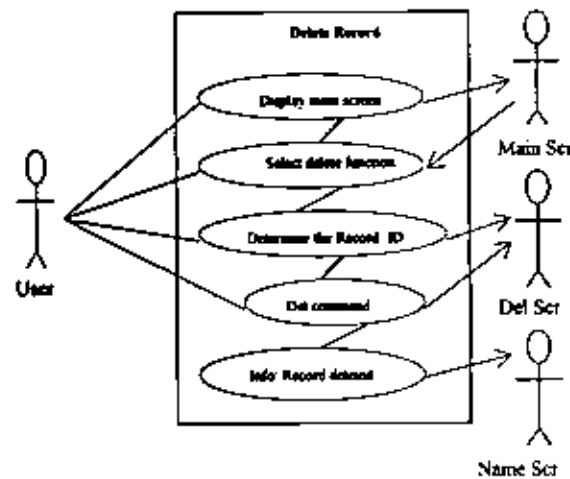 Delete Record
Display main screen
Select delete function
Determine the Record ID
Del command
Info: Record deleted
User
Main Scr
Del Scr
Name Scr